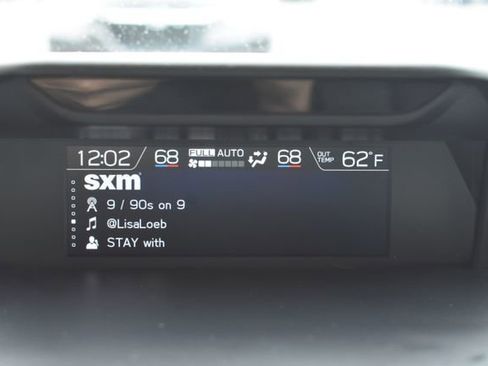 12:02 68 FULL AUTO 68 OUT TEMP 62°F
sxm
9 / 90s on 9
@LisaLoeb
STAY with